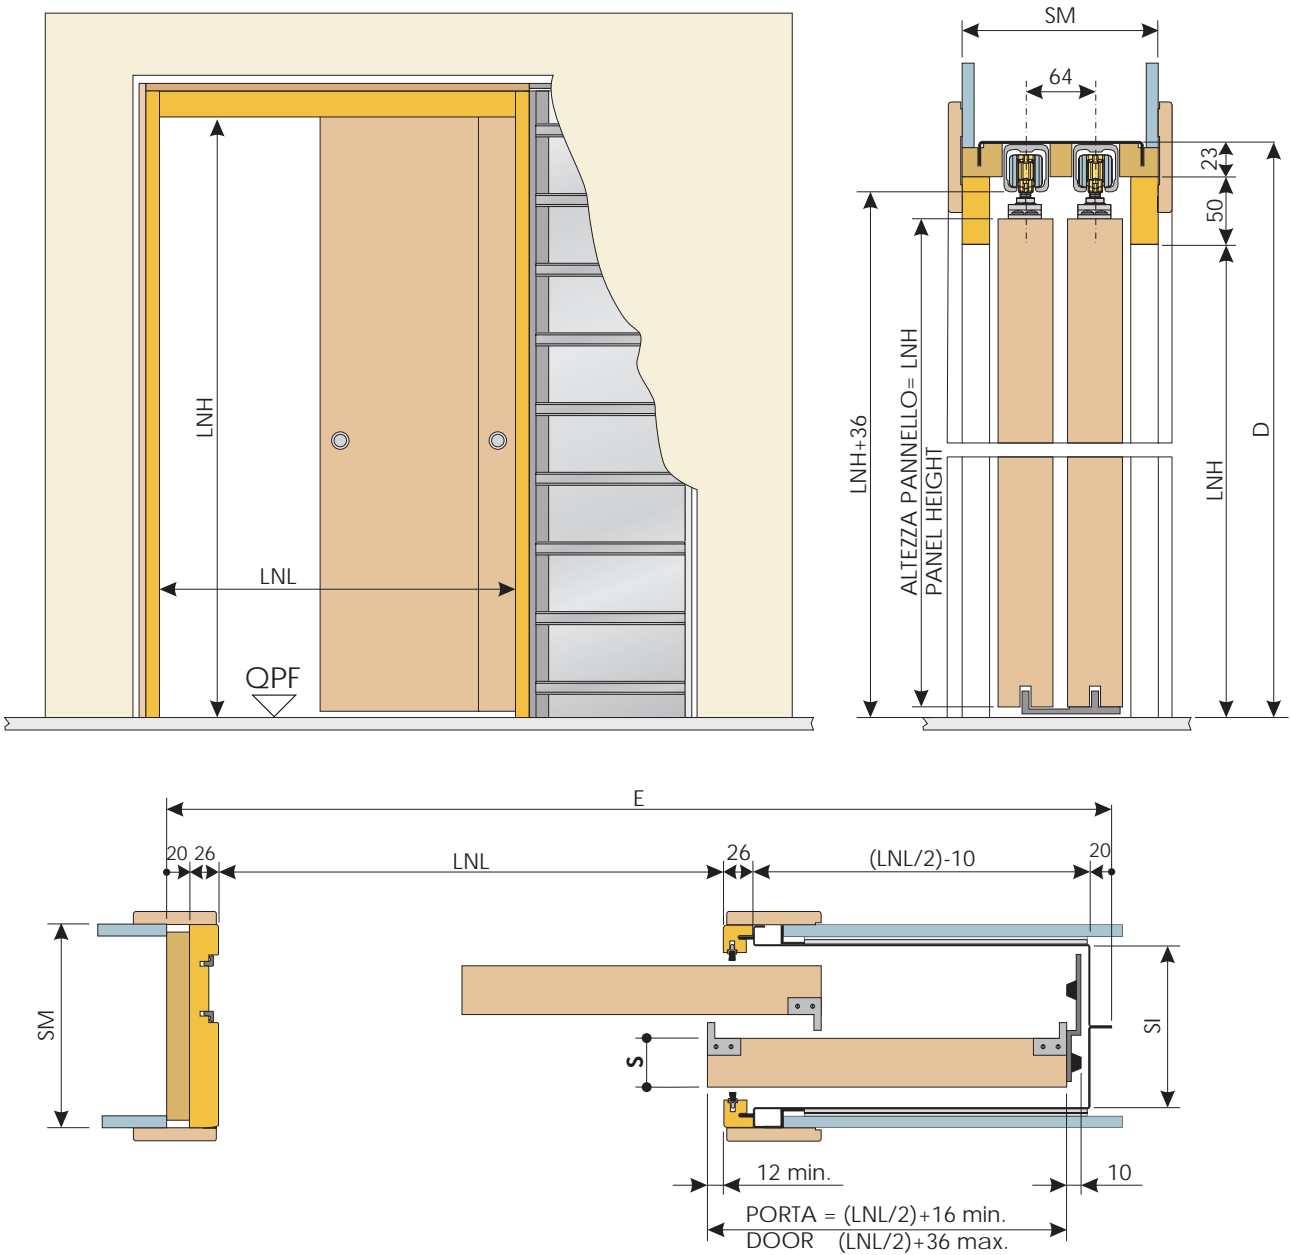 LNH
LNL
QPF
SM
64
23
50
LNH+36
ALTEZZA PANNELLO= LNH
PANEL HEIGHT
LNH
D
E
20
26
LNL
26
(LNL/2)-10
20
SM
S
SI
12 min.
10
PORTA = (LNL/2)+16 min.
DOOR (LNL/2)+36 max.